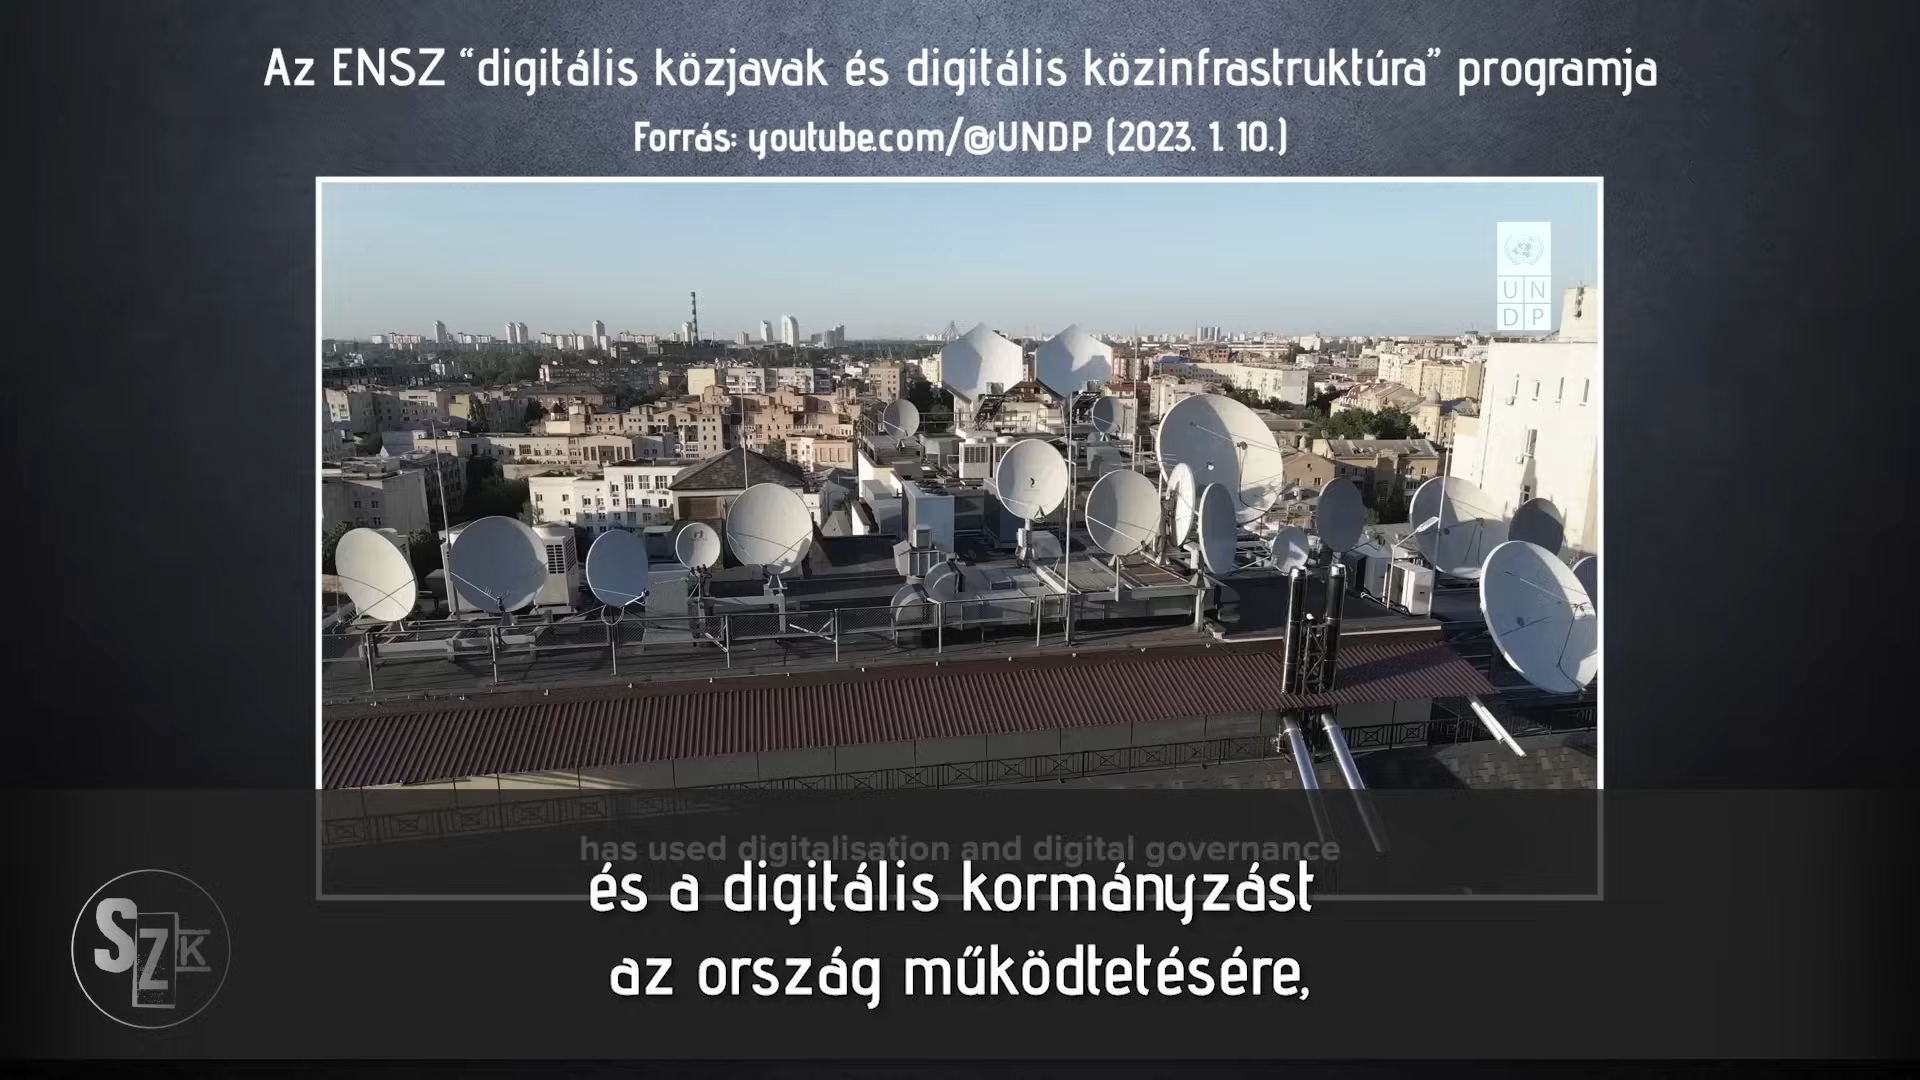 Az ENSZ “digitális közjavak és digitális közinfrastruktúra” programja
Forrás: youtube.com/@UNDP (2023. 1. 10.)
U N
D P
has used digitalisation and digital governance
és a digitális kormányzást
az ország működtetésére,
SZK